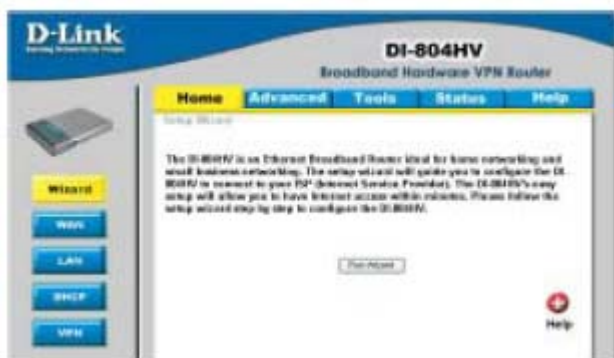 D-Link
Building Networks for People
DI-804HV
Broadband Hardware VPN Router
Home Advanced Tools Status Help
Setup Wizard
The DI-804HV is an Ethernet Broadband Router ideal for home networking and
small business networking. The setup wizard will guide you to configure the DI-
804HV to connect to your ISP (Internet Service Provider). The DI-804HV's easy
setup will allow you to have Internet access within minutes. Please follow the
setup wizard step by step to configure the DI-804HV.
Run Wizard
Wizard
WAN
LAN
DHCP
VPN
Help